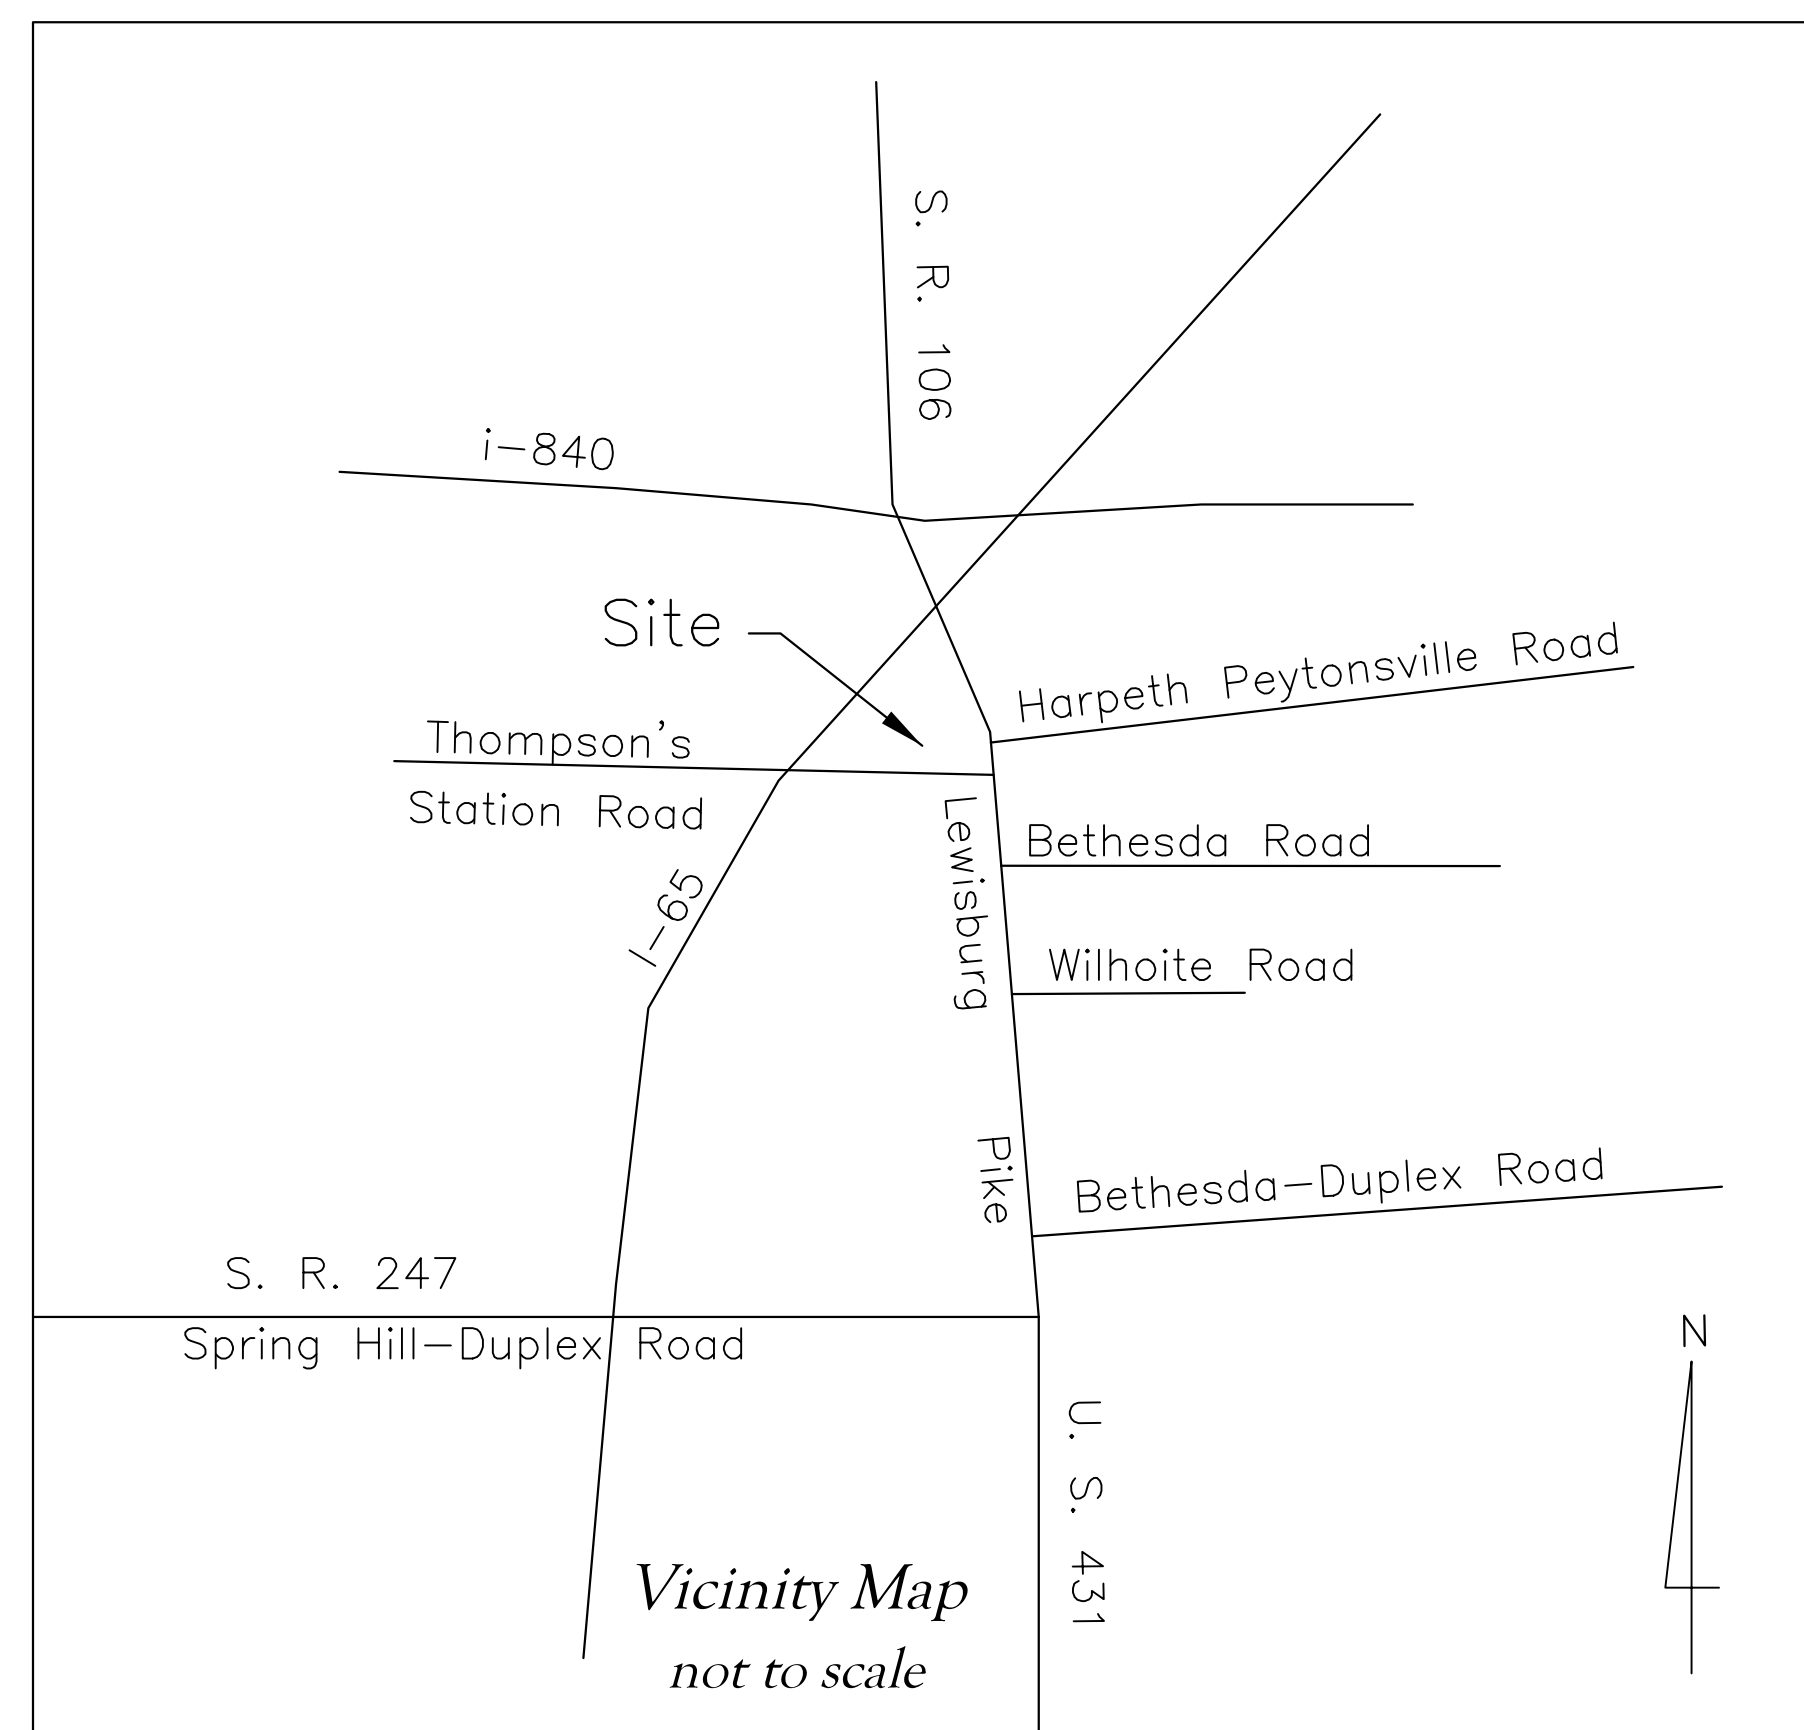 S. R. 106
i-840
Site
Harpeth Peytonsville Road
Thompson's
Station Road
Lewisburg Pike
Bethesda Road
I-65
Wilhoite Road
Bethesda-Duplex Road
S. R. 247
Spring Hill-Duplex Road
N
U. S. 431
Vicinity Map
not to scale